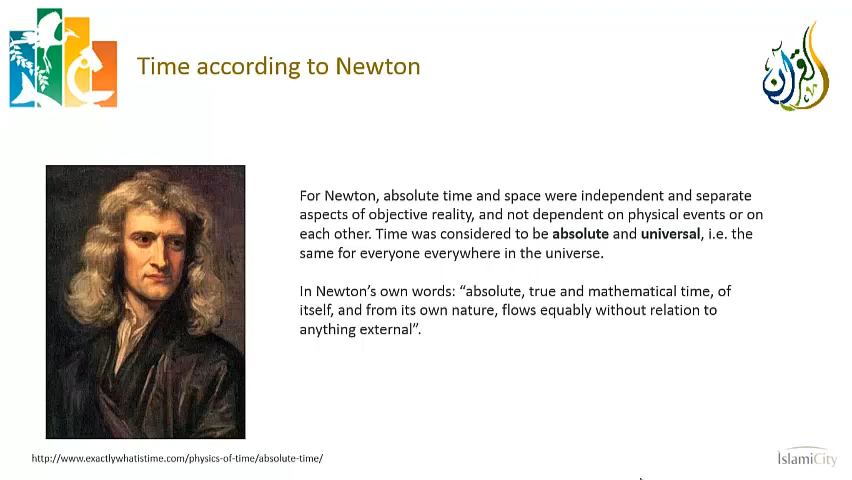 Time according to Newton
القرآن
For Newton, absolute time and space were independent and separate
aspects of objective reality, and not dependent on physical events or on
each other. Time was considered to be absolute and universal, i.e. the
same for everyone everywhere in the universe.
In Newton’s own words: “absolute, true and mathematical time, of
itself, and from its own nature, flows equably without relation to
anything external”.
http://www.exactlywhatistime.com/physics-of-time/absolute-time/
IslamiCity